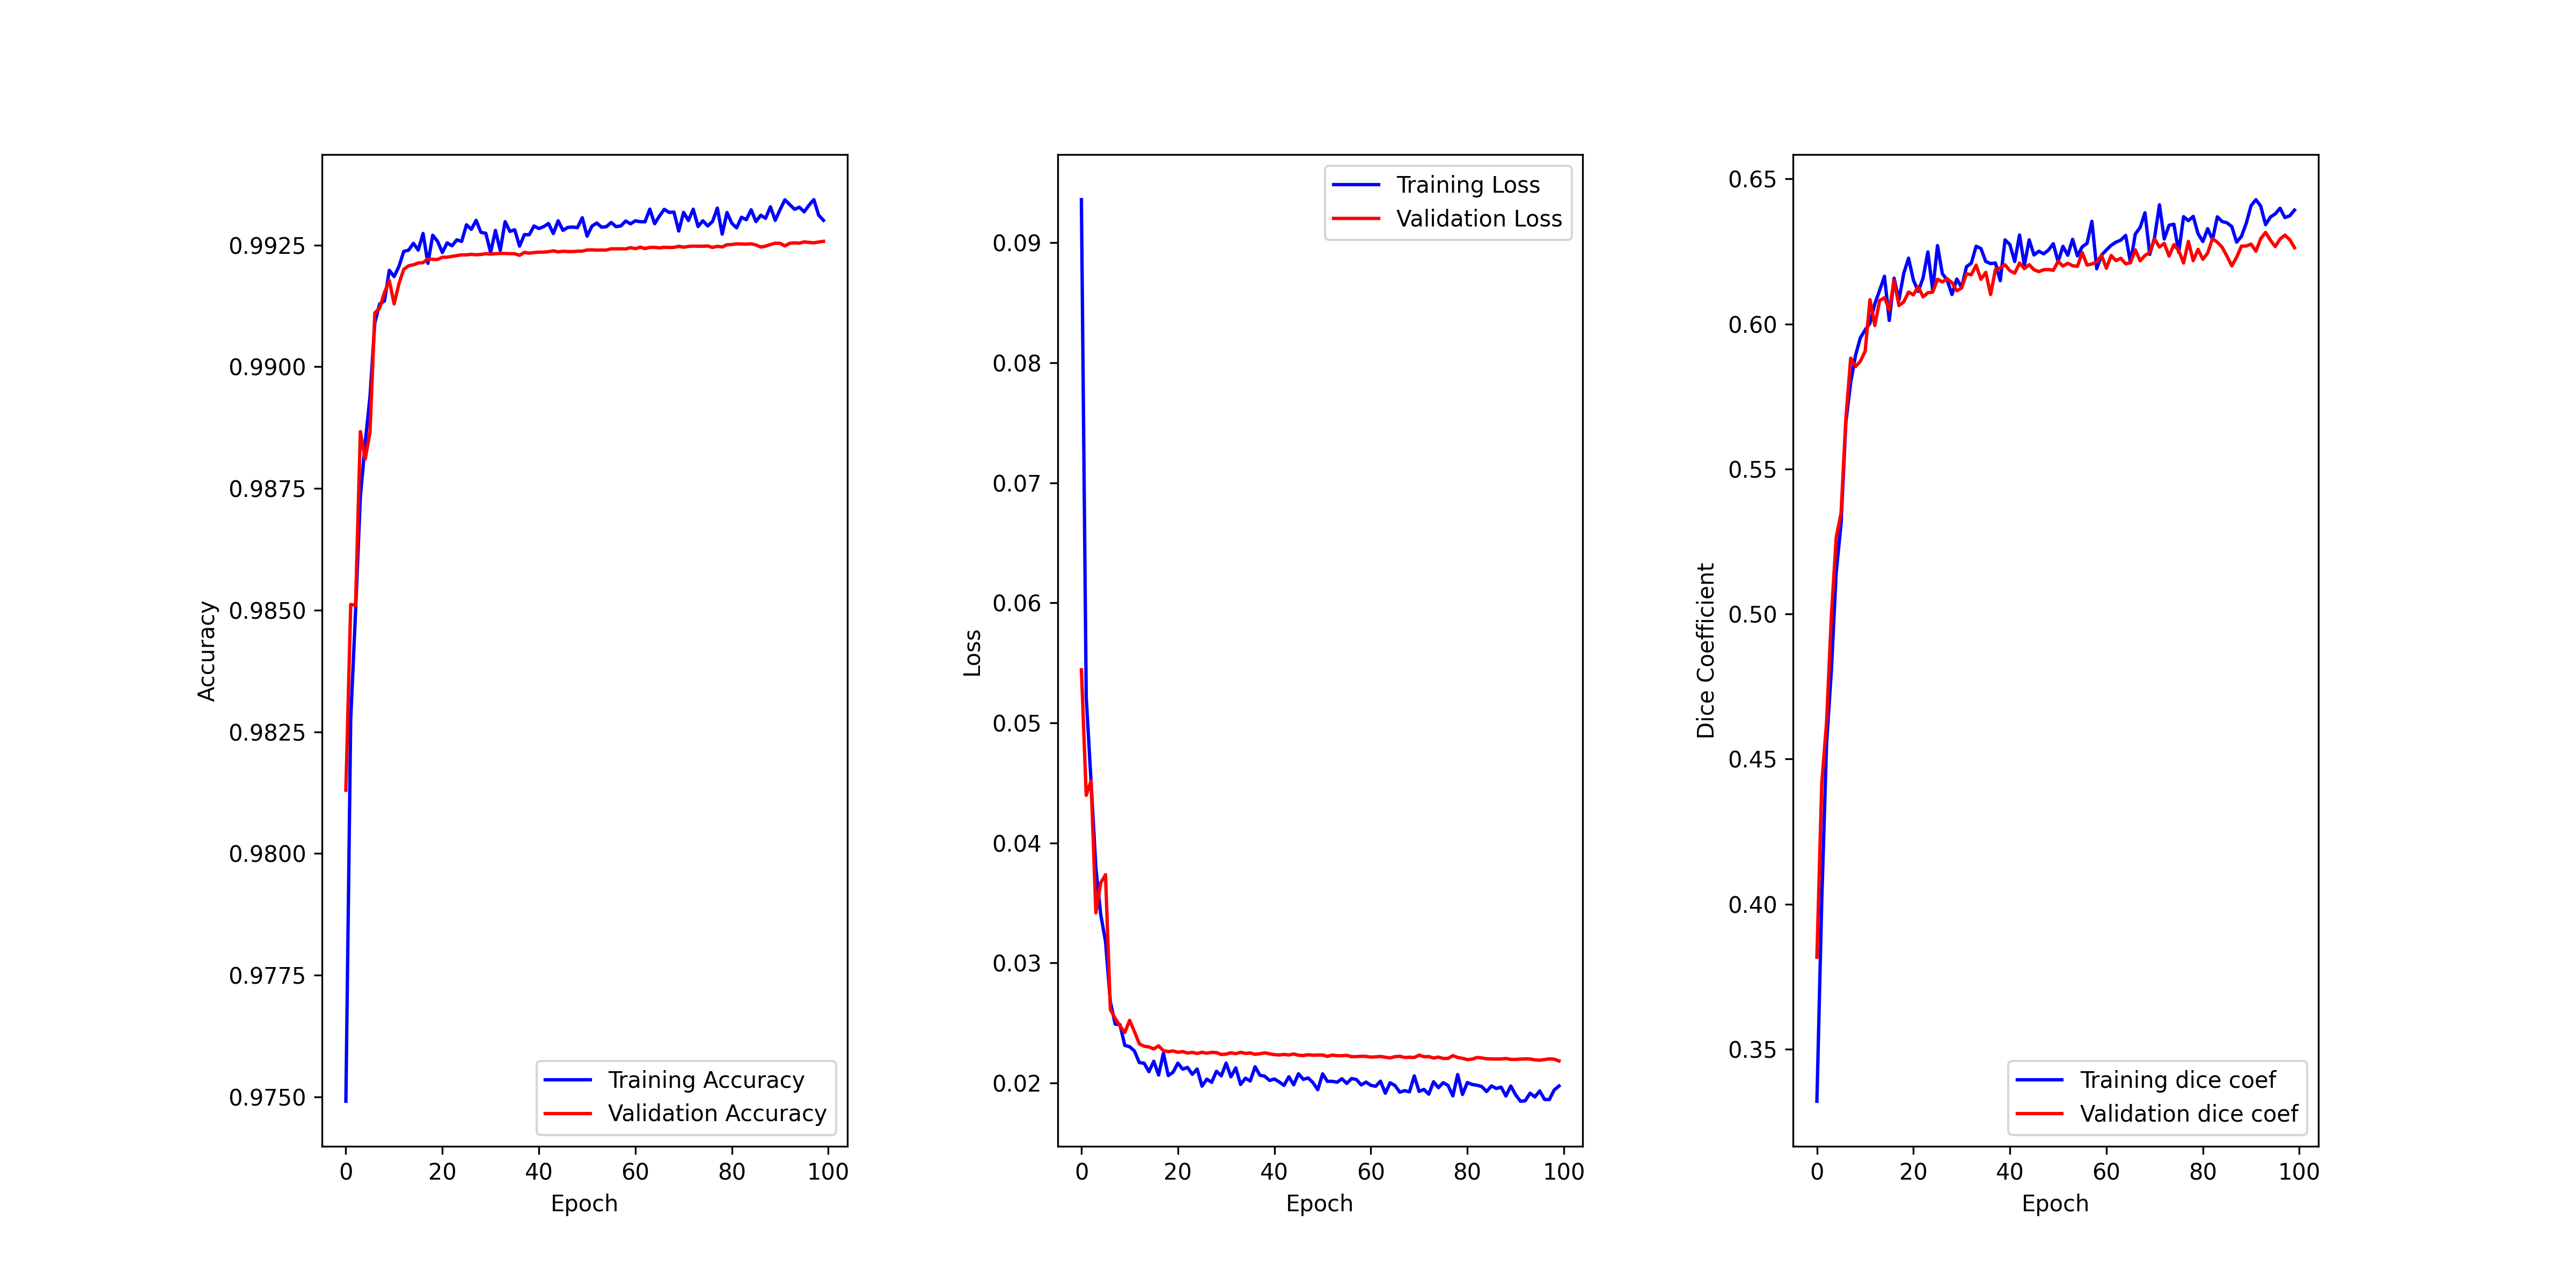 Accuracy
0.9925
0.9900
0.9875
0.9850
0.9825
0.9800
0.9775
0.9750
Training Accuracy
Validation Accuracy
0 20 40 60 80 100
Epoch
Loss
0.09
0.08
0.07
0.06
0.05
0.04
0.03
0.02
Training Loss
Validation Loss
0 20 40 60 80 100
Epoch
Dice Coefficient
0.65
0.60
0.55
0.50
0.45
0.40
0.35
Training dice coef
Validation dice coef
0 20 40 60 80 100
Epoch